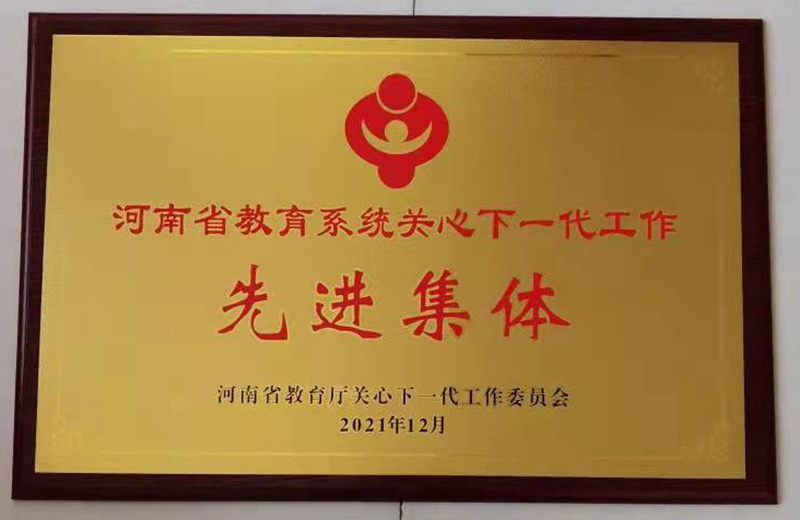 河南省教育系统关心下一代工作
先进集体
河南省教育厅关心下一代工作委员会
2021年12月